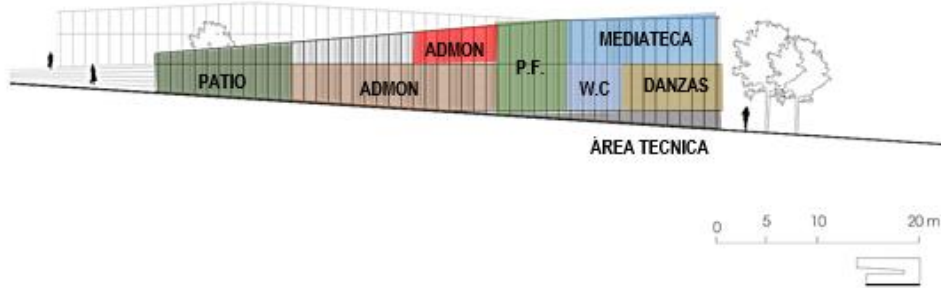 MEDIATECA
ADMON
P.F.
PATIO
ADMON
W.C
DANZAS
ÀREA TECNICA
0 5 10 20 m